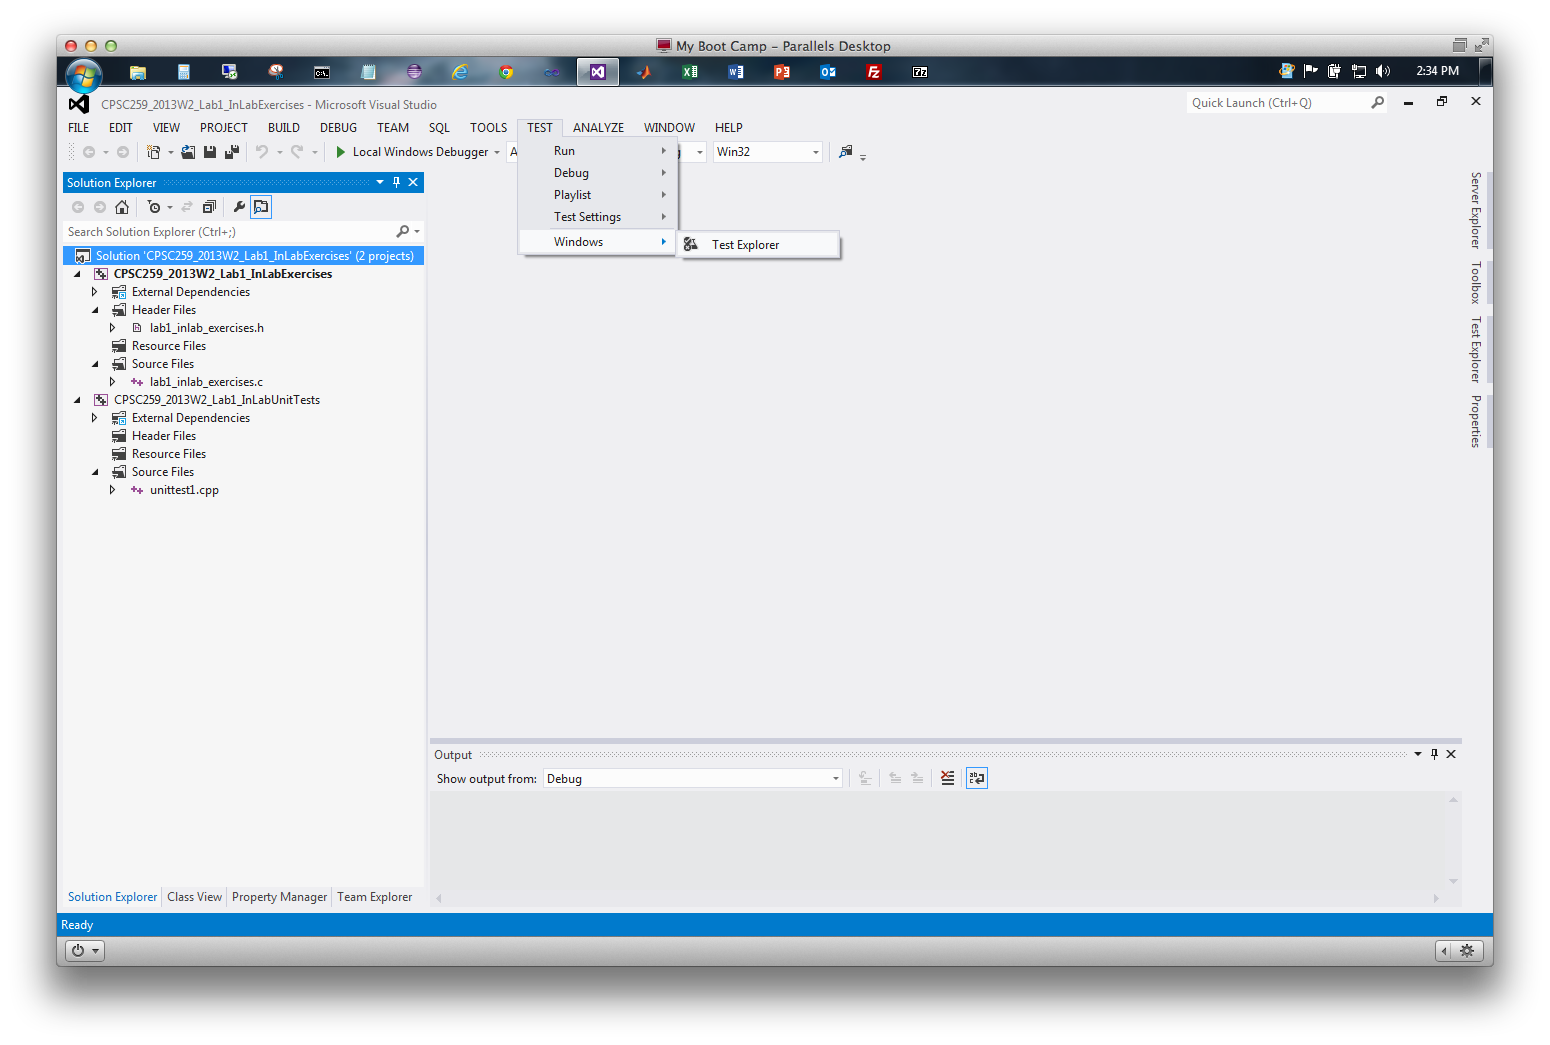 My Boot Camp – Parallels Desktop
2:34 PM
CPSC259_2013W2_Lab1_InLabExercises - Microsoft Visual Studio
Quick Launch (Ctrl+Q)
FILE EDIT VIEW PROJECT BUILD DEBUG TEAM SQL TOOLS TEST ANALYZE WINDOW HELP
Local Windows Debugger
Win32
Run
Debug
Playlist
Test Settings
Windows
Test Explorer
Solution Explorer
Search Solution Explorer (Ctrl+;)
Solution 'CPSC259_2013W2_Lab1_InLabExercises' (2 projects)
CPSC259_2013W2_Lab1_InLabExercises
External Dependencies
Header Files
lab1_inlab_exercises.h
Resource Files
Source Files
lab1_inlab_exercises.c
CPSC259_2013W2_Lab1_InLabUnitTests
External Dependencies
Header Files
Resource Files
Source Files
unittest1.cpp
Server Explorer
Toolbox
Test Explorer
Properties
Output
Show output from: Debug
Solution Explorer Class View Property Manager Team Explorer
Ready